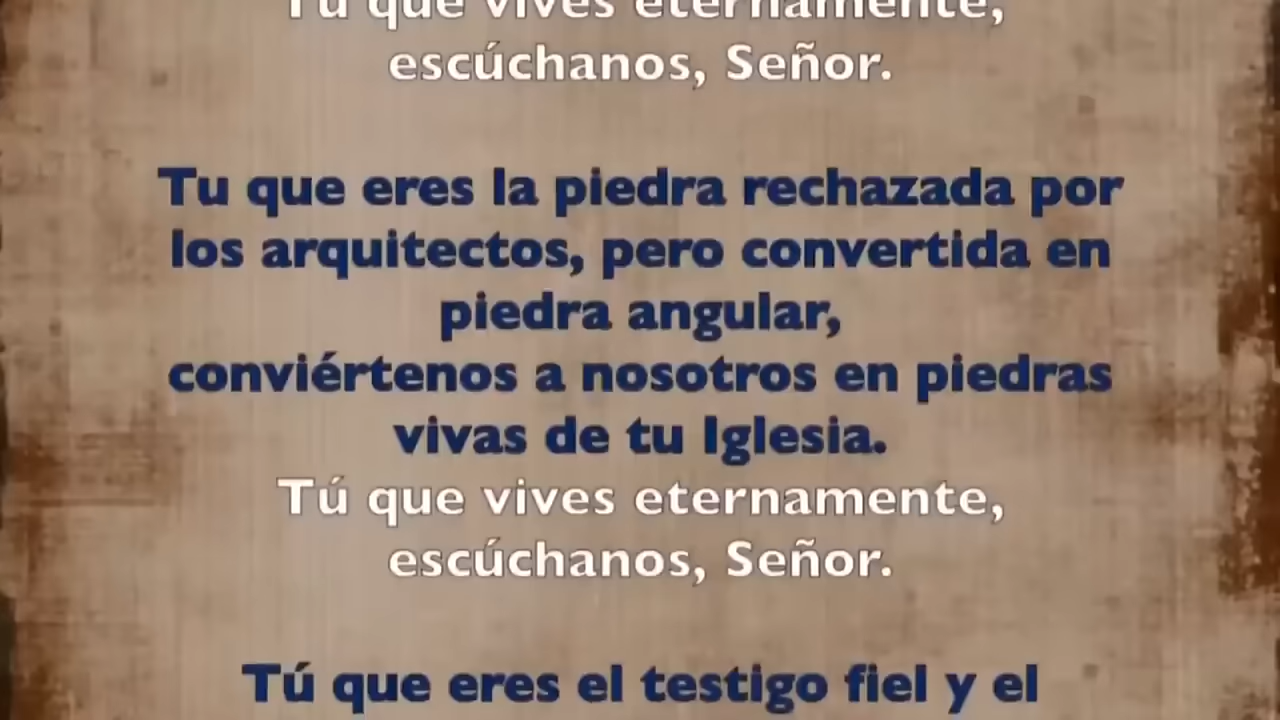 Tú que vives eternamente,
escúchanos, Señor.
Tu que eres la piedra rechazada por
los arquitectos, pero convertida en
piedra angular,
conviértenos a nosotros en piedras
vivas de tu Iglesia.
Tú que vives eternamente,
escúchanos, Señor.
Tú que eres el testigo fiel y el